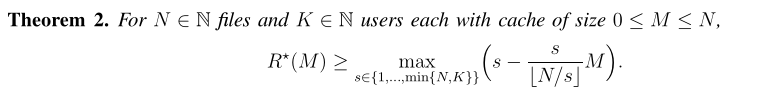 Theorem 2. For N ∈ ℕ files and K ∈ ℕ users each with cache of size 0 ≤ M ≤ N,
R*(M) ≥ max_{s∈{1,...,min{N,K}}} (s − s/⌊N/s⌋ M).